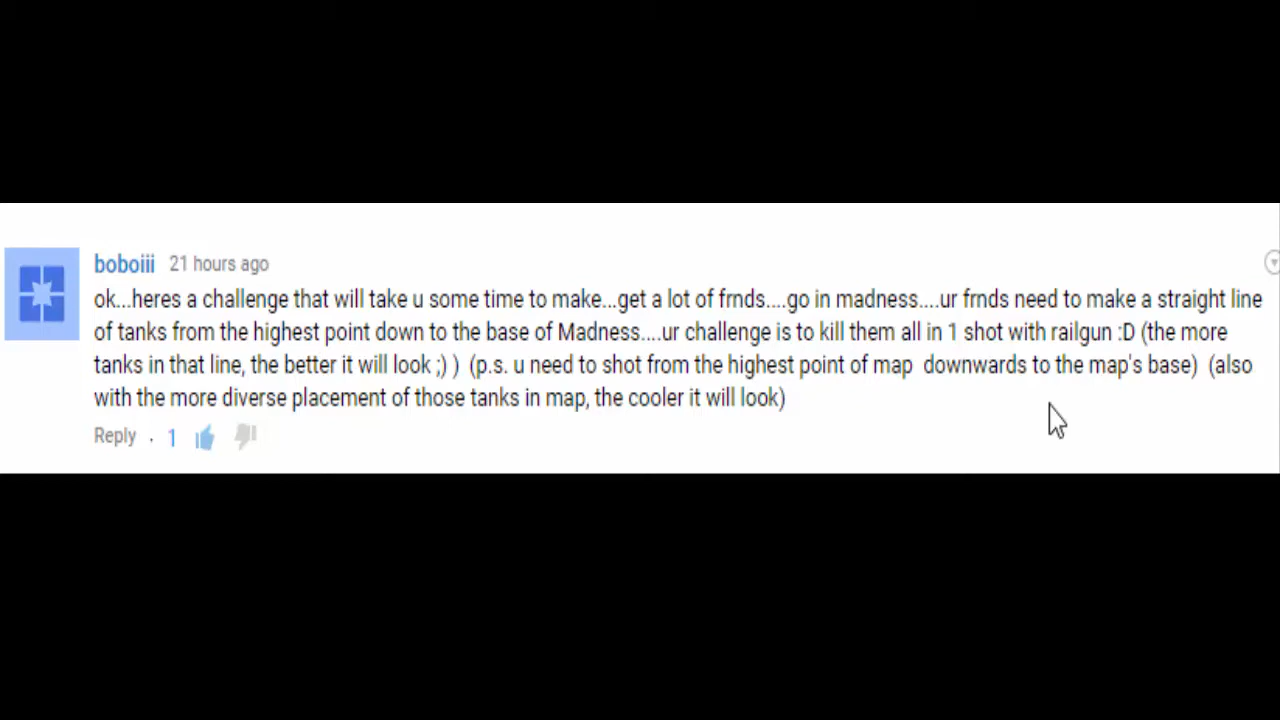 boboiii 21 hours ago
ok...heres a challenge that will take u some time to make...get a lot of frnds....go in madness....ur frnds need to make a straight line
of tanks from the highest point down to the base of Madness....ur challenge is to kill them all in 1 shot with railgun :D (the more
tanks in that line, the better it will look ;) )  (p.s. u need to shot from the highest point of map  downwards to the map's base)  (also
with the more diverse placement of those tanks in map, the cooler it will look)
Reply . 1